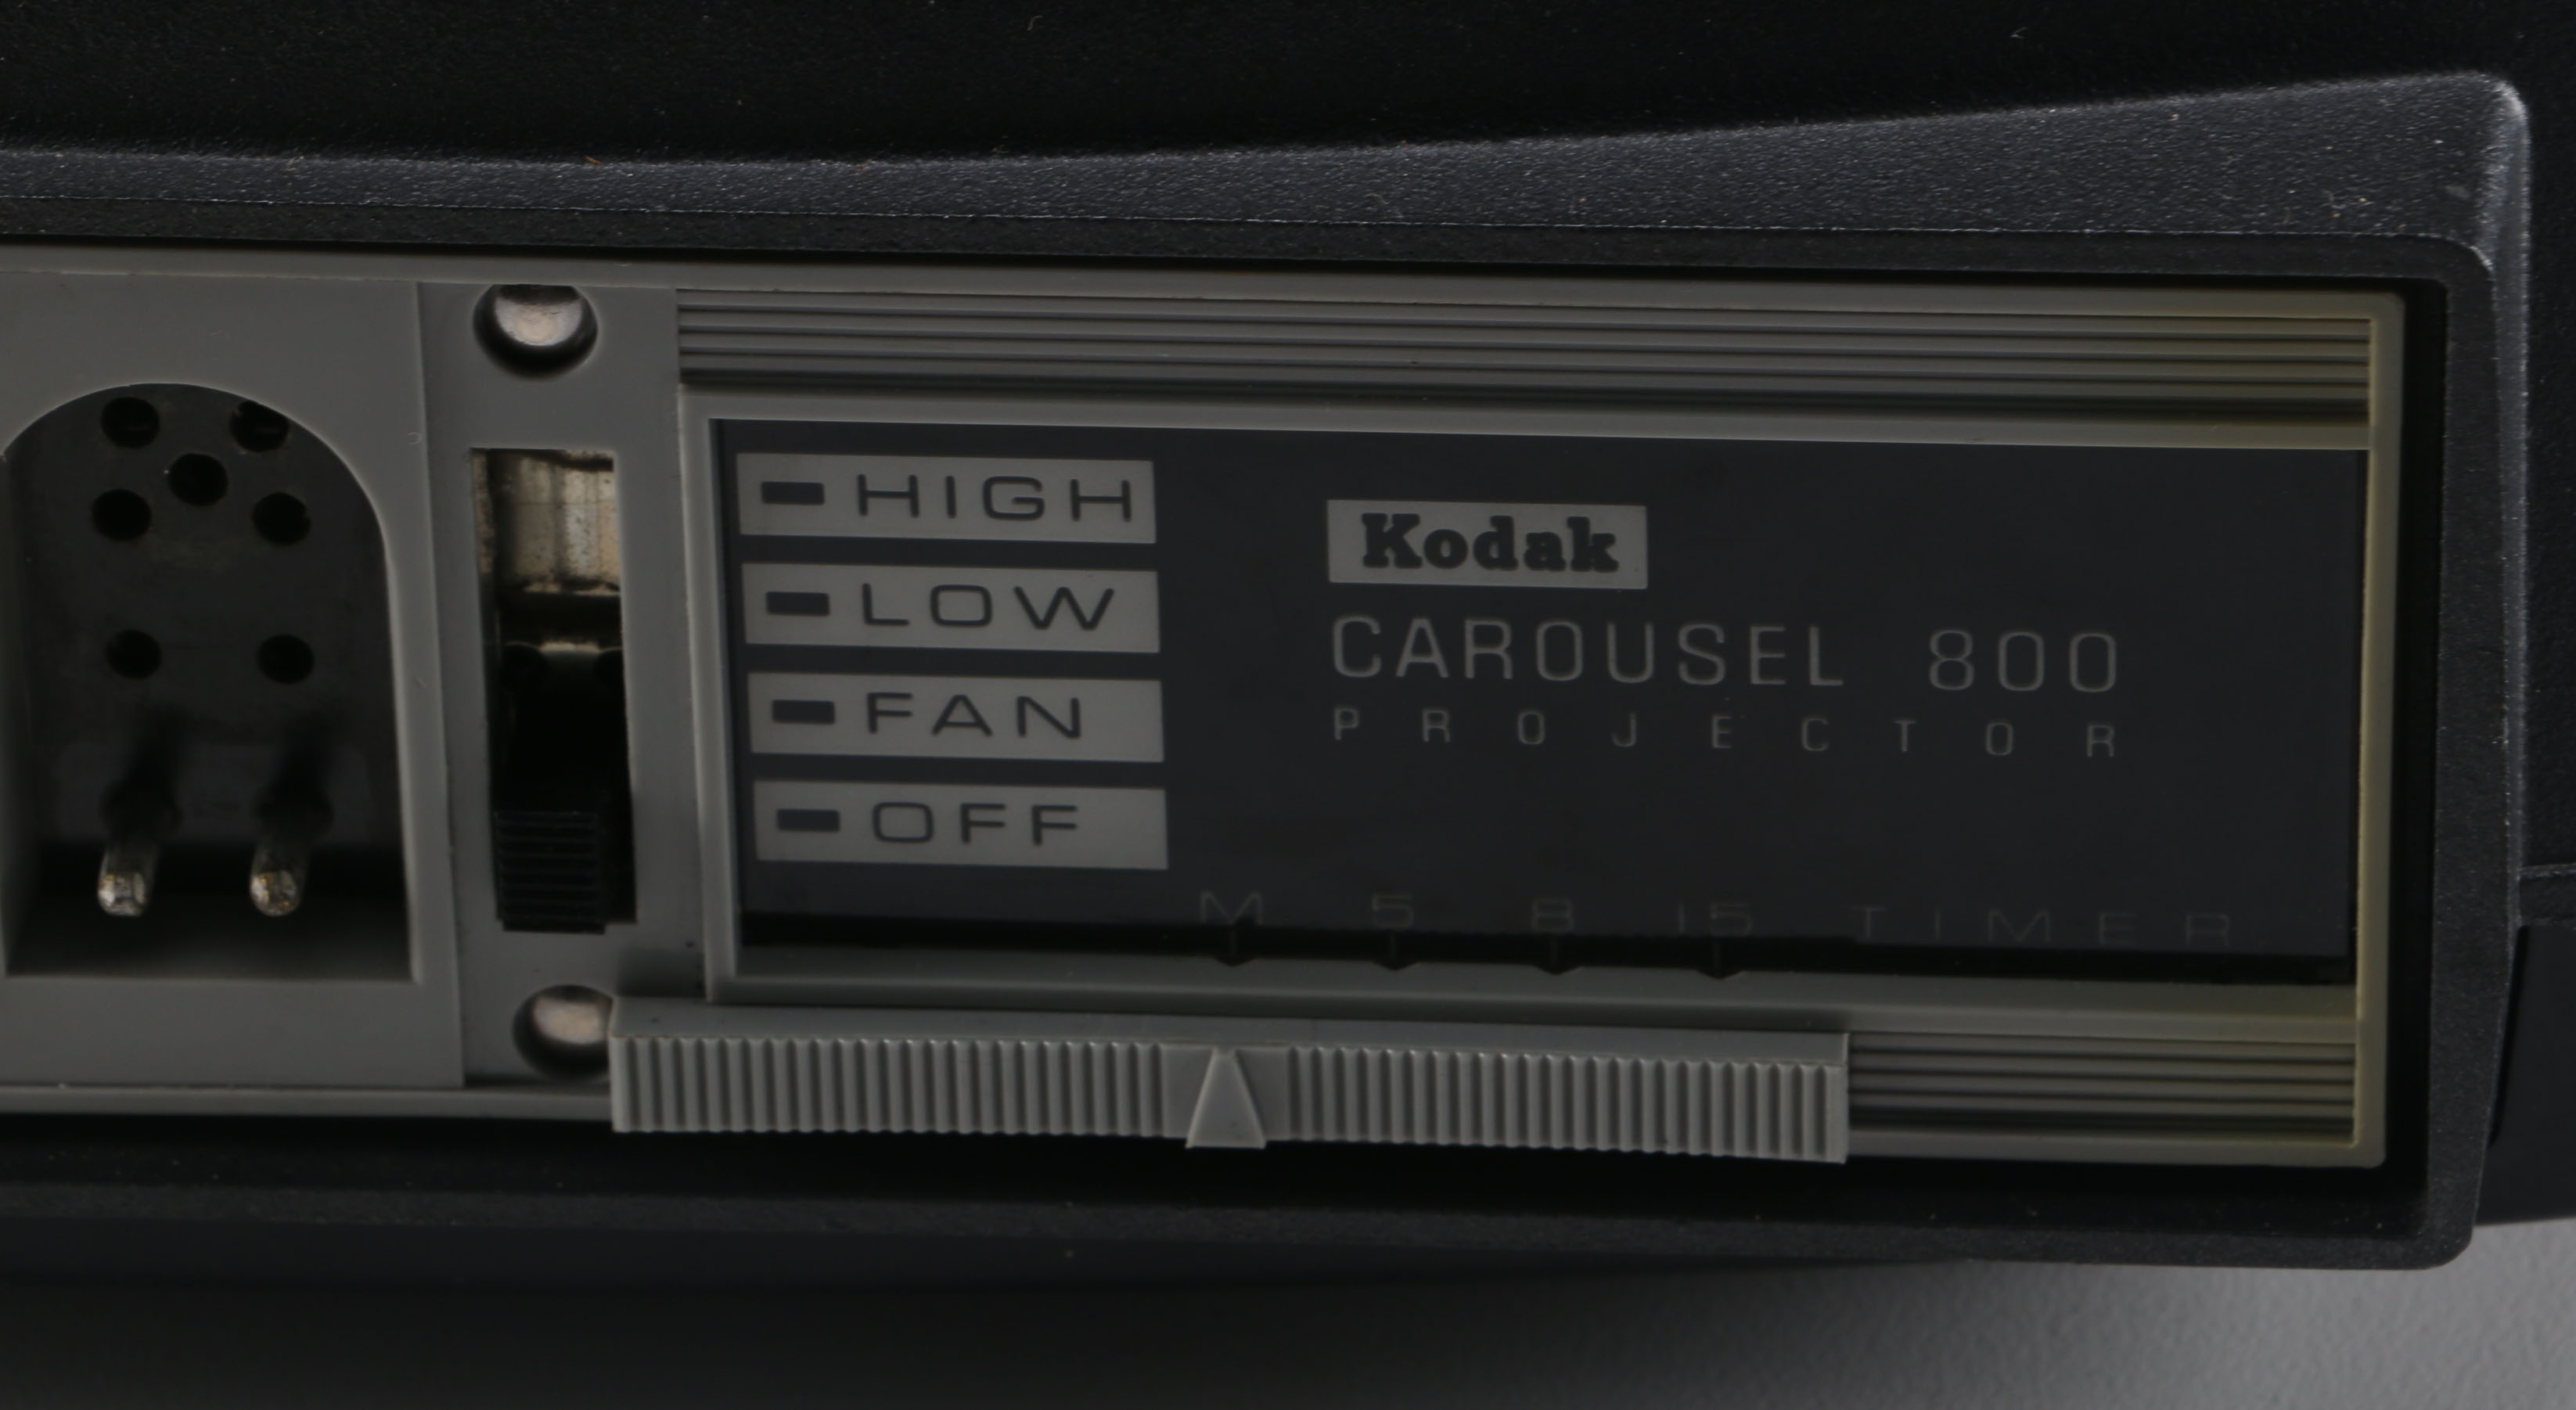 HIGH
LOW
FAN
OFF
Kodak
CAROUSEL 800
PROJECTOR
M 5 8 15 TIMER